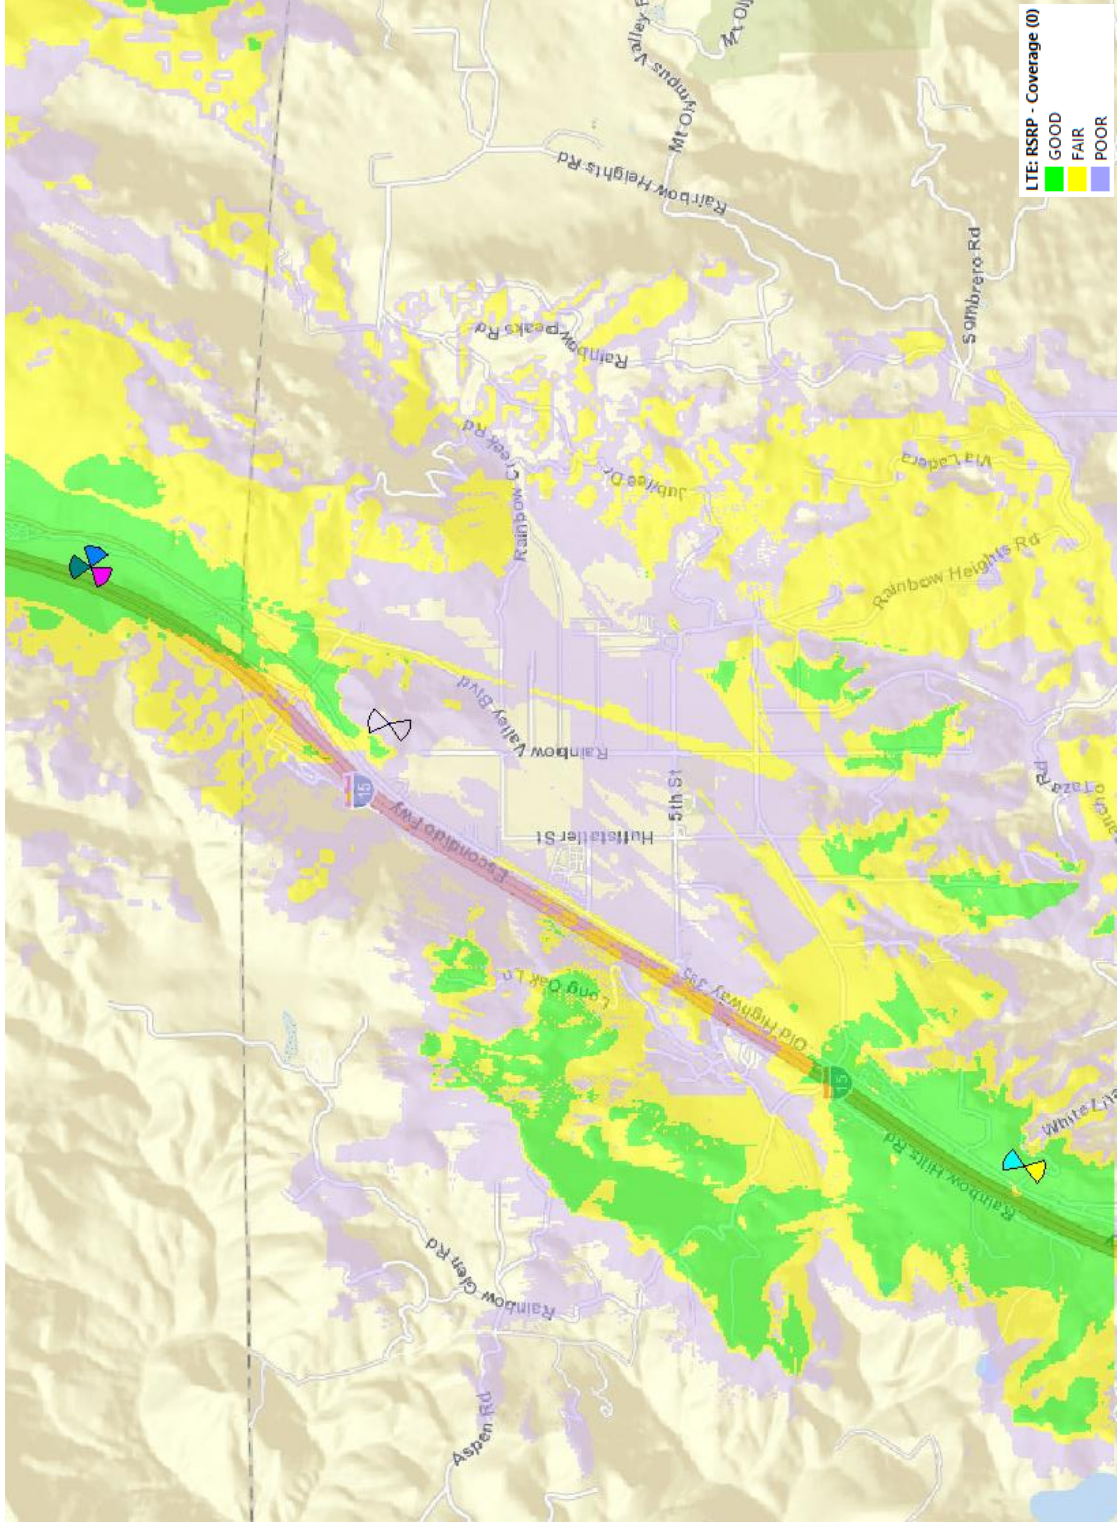 LTE: RSRP - Coverage (0)
GOOD
FAIR
POOR
Mt Olympus Valley
Rainbow Heights Rd
Sombrero Rd
Rainbow Peaks Rd
Rainbow Creek Rd
Jubilee Dr
Via Ladera
Rainbow Heights Rd
Rainbow Valley Blvd
5th St
Huffstatler St
15
Escondido Fwy
Long Oak Ln
Old Highway 395
15
Rainbow Hills Rd
Rainbow Glen Rd
Aspen Rd